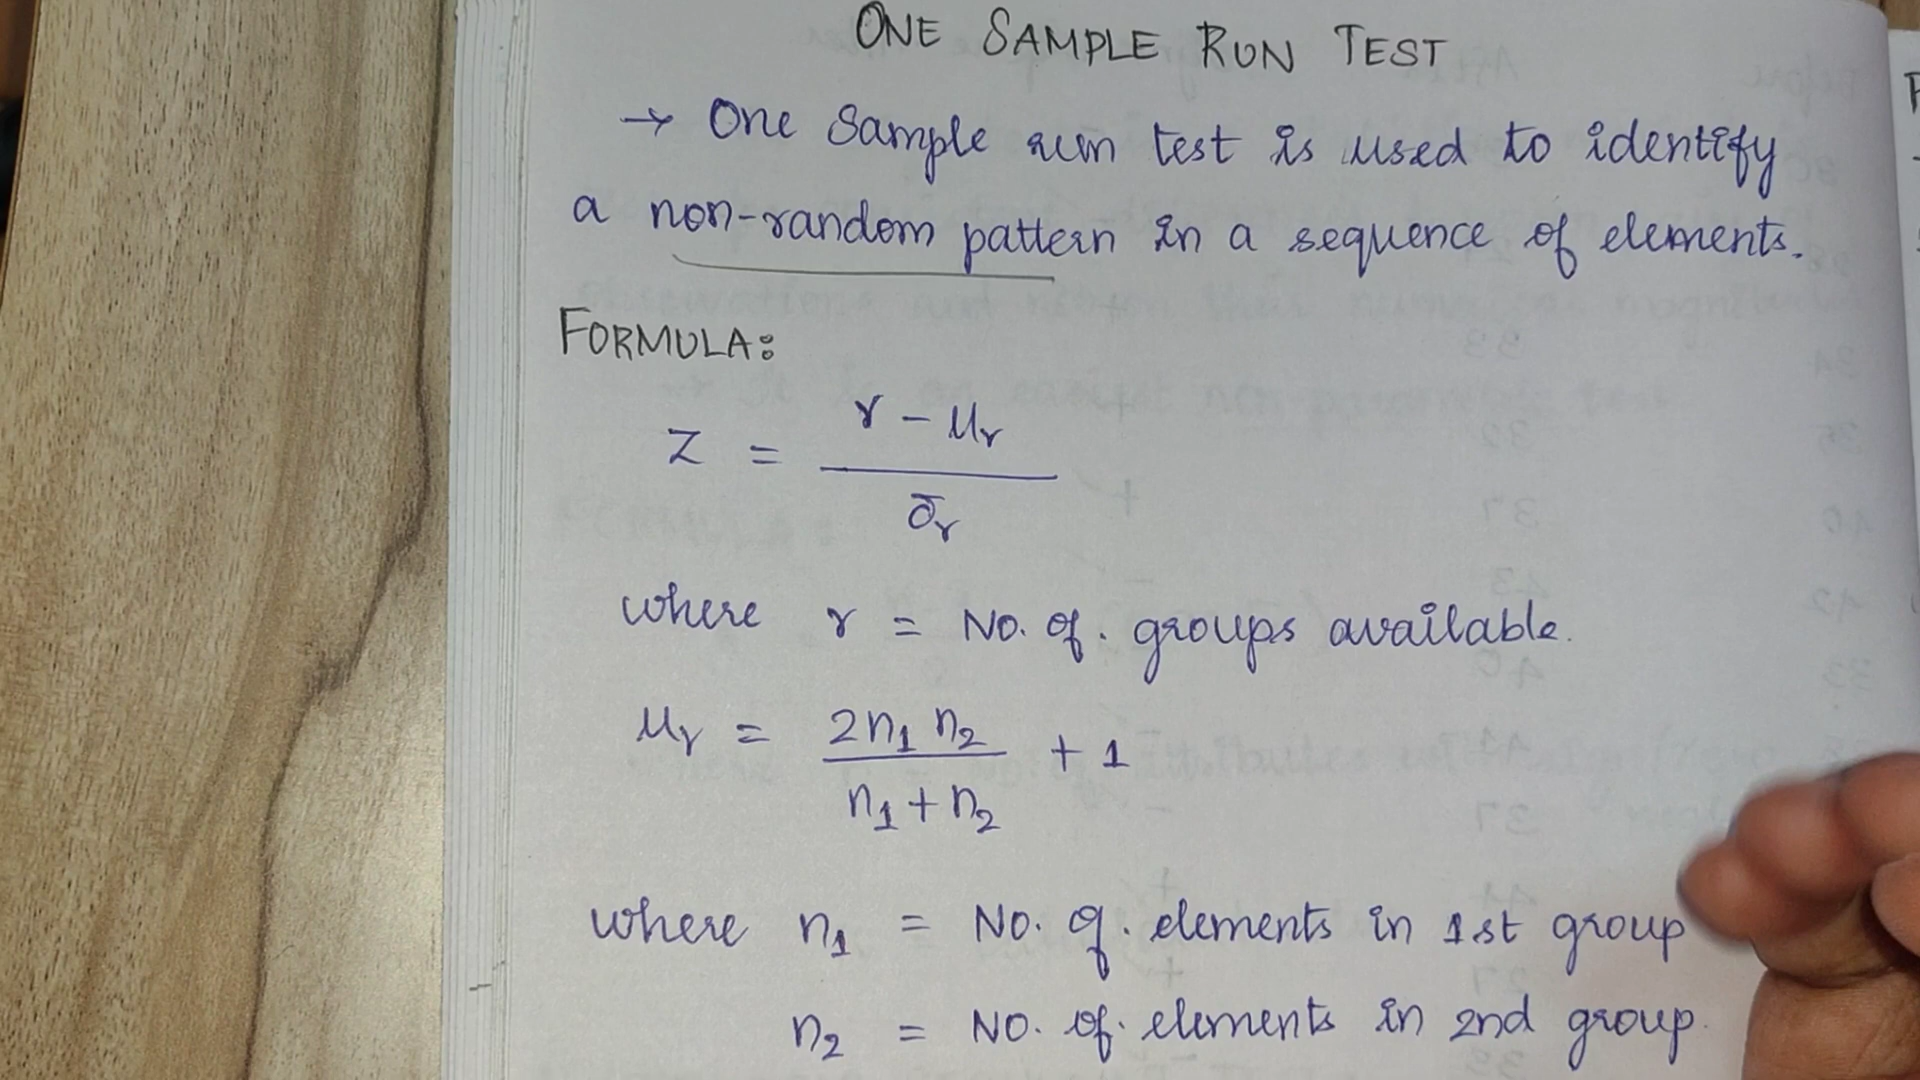 ONE SAMPLE RUN TEST
→ One sample run test is used to identify
a non-random pattern in a sequence of elements.
FORMULA:
Z = r - μr / σr
where r = No. of. groups available.
μr = 2n1 n2 / n1 + n2 + 1
where n1 = No. of. elements in 1st group
n2 = No. of. elements in 2nd group.